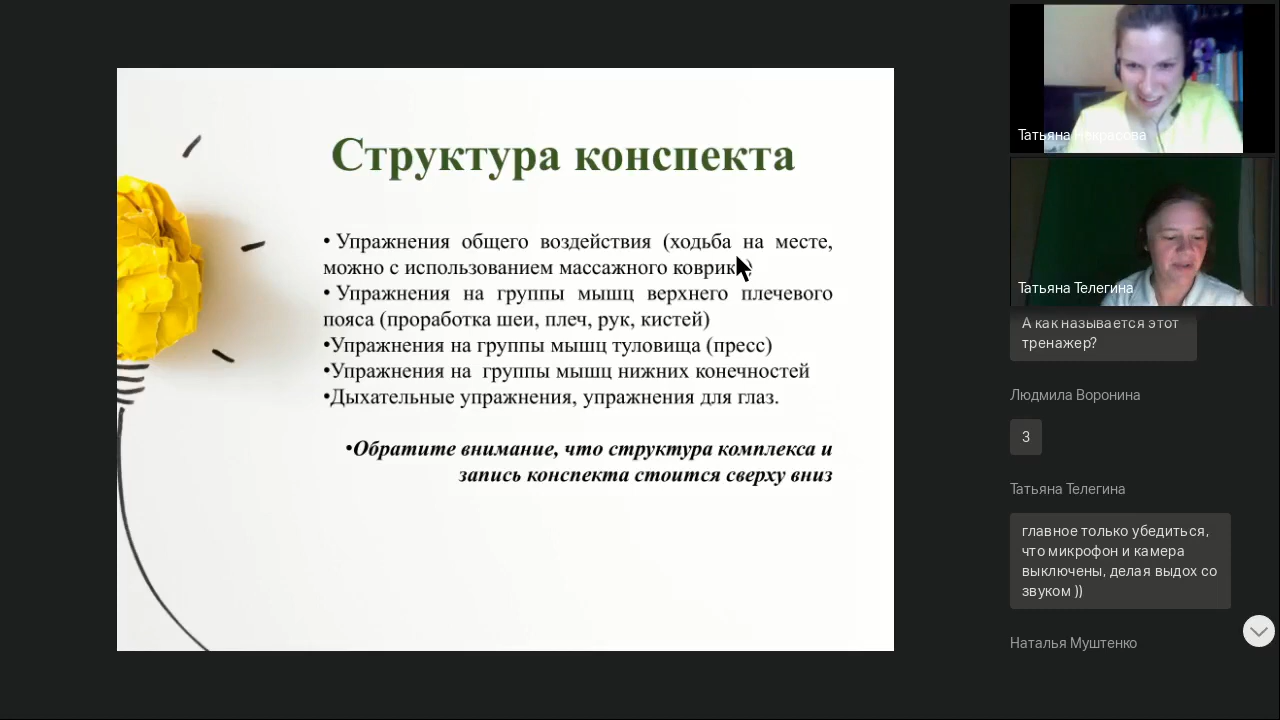 Структура конспекта
• Упражнения общего воздействия (ходьба на месте,
можно с использованием массажного коврика)
• Упражнения на группы мышц верхнего плечевого
пояса (проработка шеи, плеч, рук, кистей)
•Упражнения на группы мышц туловища (пресс)
•Упражнения на группы мышц нижних конечностей
•Дыхательные упражнения, упражнения для глаз.
•Обратите внимание, что структура комплекса и
запись конспекта стоится сверху вниз
Татьяна Некрасова
Татьяна Телегина
А как называется этот
тренажер?
Людмила Воронина
3
Татьяна Телегина
главное только убедиться,
что микрофон и камера
выключены, делая выдох со
звуком ))
Наталья Муштенко